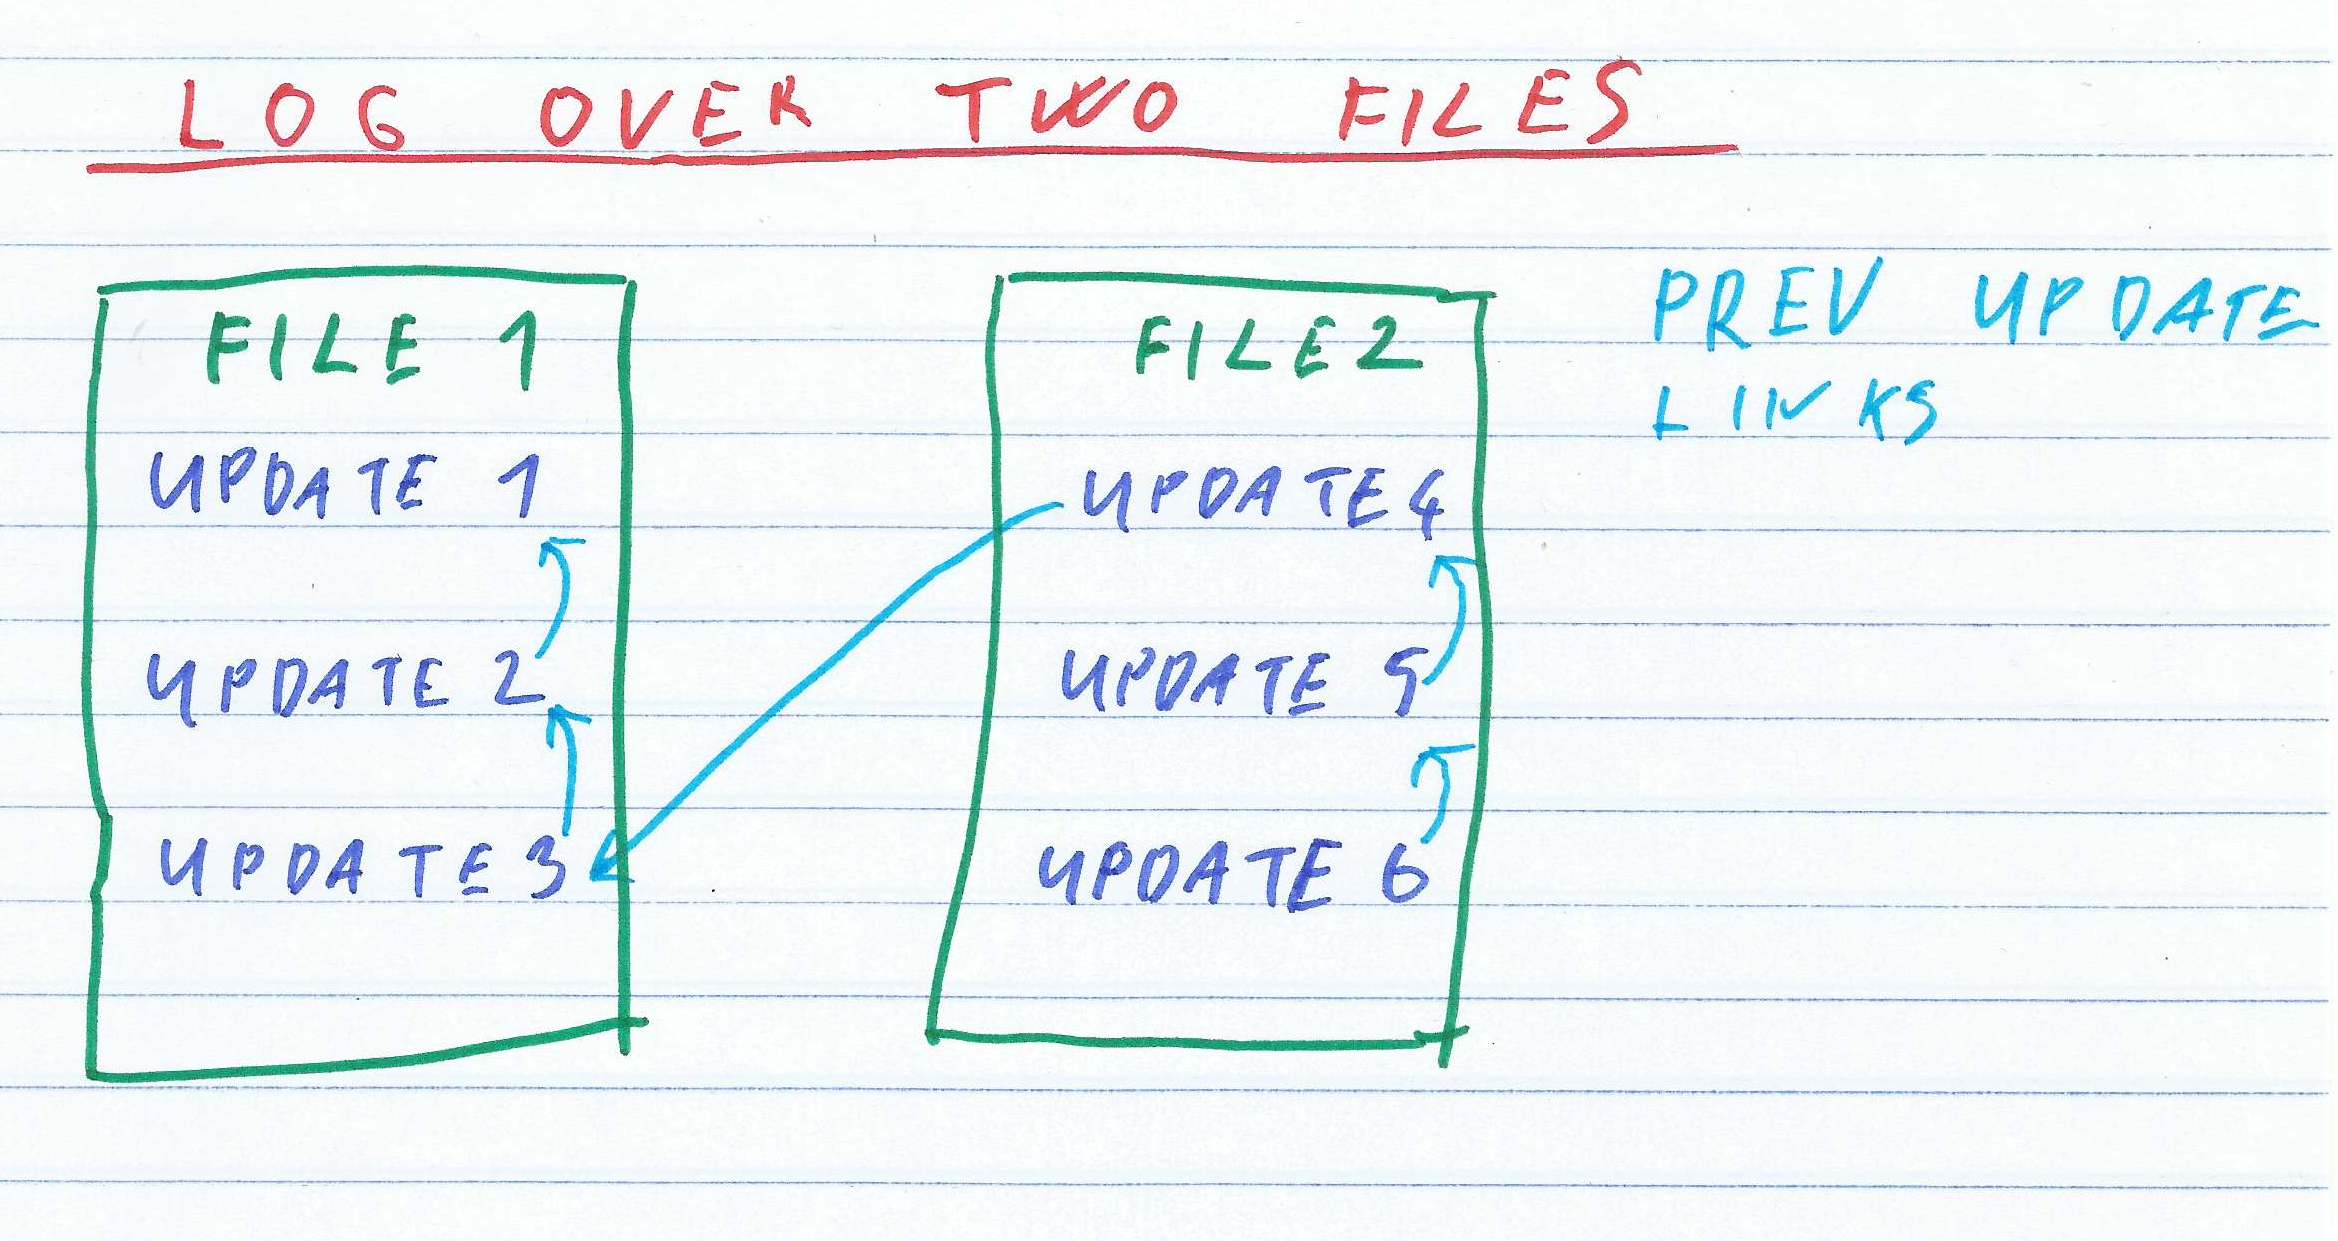 LOG OVER TWO FILES
FILE 1
UPDATE 1
UPDATE 2
UPDATE 3
FILE 2
UPDATE 4
UPDATE 5
UPDATE 6
PREV UPDATE
LINKS